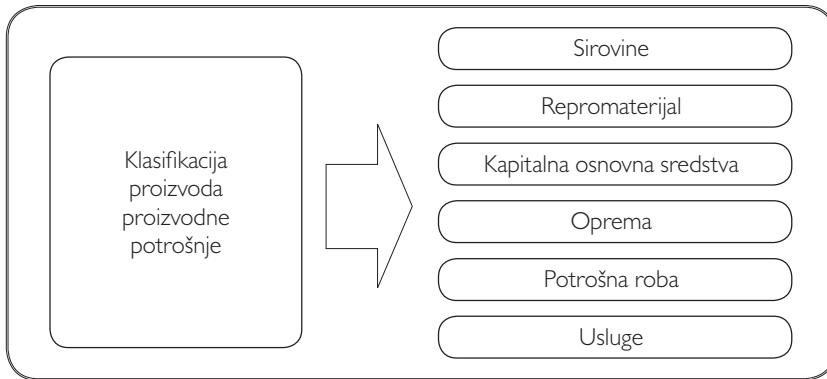 Klasifikacija
proizvoda
proizvodne
potrošnje
Sirovine
Repromaterijal
Kapitalna osnovna sredstva
Oprema
Potrošna roba
Usluge